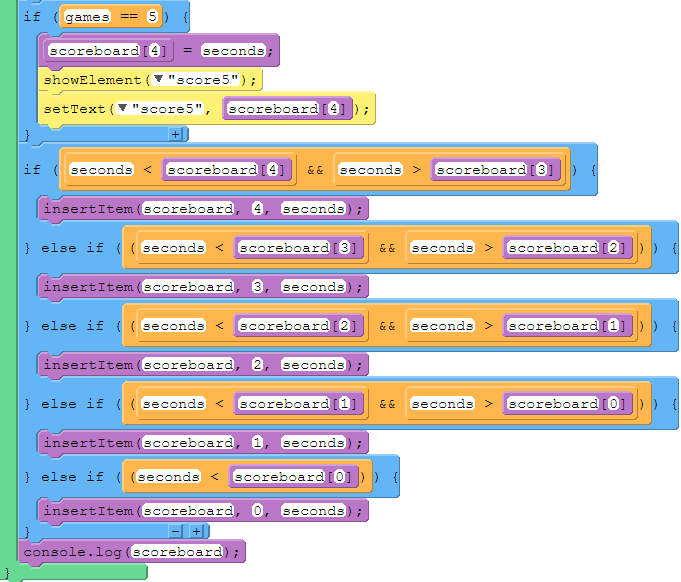 if (games == 5) {
scoreboard[4] = seconds;
showElement(▼"score5");
setText(▼"score5", scoreboard[4]);
} +
if (seconds < scoreboard[4] && seconds > scoreboard[3]) {
insertItem(scoreboard, 4, seconds);
} else if ((seconds < scoreboard[3] && seconds > scoreboard[2])) {
insertItem(scoreboard, 3, seconds);
} else if ((seconds < scoreboard[2] && seconds > scoreboard[1])) {
insertItem(scoreboard, 2, seconds);
} else if ((seconds < scoreboard[1] && seconds > scoreboard[0])) {
insertItem(scoreboard, 1, seconds);
} else if ((seconds < scoreboard[0])) {
insertItem(scoreboard, 0, seconds);
} - +
console.log(scoreboard);
}